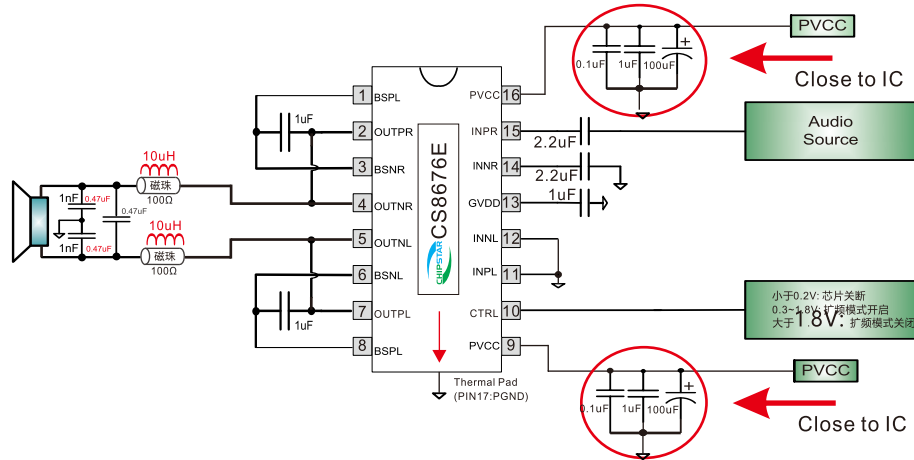 PVCC
0.1uF
1uF
100uF
+
Close to IC
1
BSPL
PVCC
16
1uF
2
OUTPR
INPR
15
2.2uF
Audio
Source
3
BSNR
INNR
14
2.2uF
10uH
磁珠
100Ω
4
OUTNR
GVDD
13
1uF
1nF
0.47uF
0.47uF
1nF
0.47uF
10uH
磁珠
100Ω
CS8676E
CHIPSTAR
5
OUTNL
INNL
12
6
BSNL
INPL
11
1uF
7
OUTPL
CTRL
10
小于0.2V: 芯片关断
0.3~1.8V: 扩频模式开启
大于1.8V: 扩频模式关闭
8
BSPL
PVCC
9
Thermal Pad
(PIN17:PGND)
PVCC
0.1uF
1uF
100uF
+
Close to IC